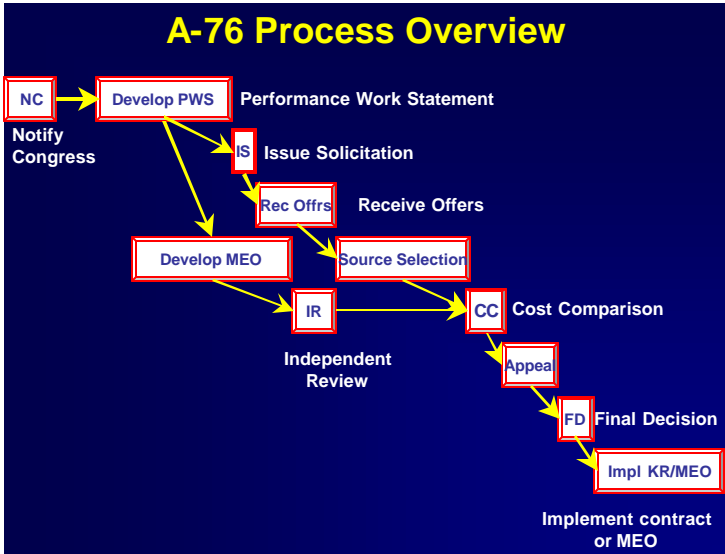 A-76 Process Overview
NC
Develop PWS
Performance Work Statement
Notify
Congress
IS
Issue Solicitation
Rec Offrs
Receive Offers
Develop MEO
Source Selection
IR
CC
Cost Comparison
Independent
Review
Appeal
FD
Final Decision
Impl KR/MEO
Implement contract
or MEO